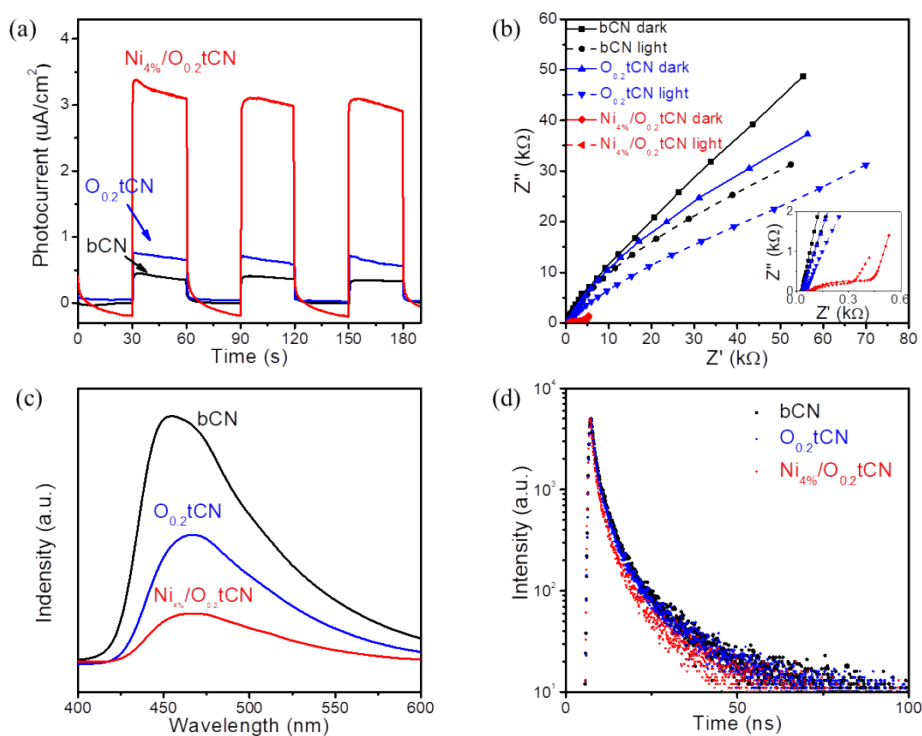 (a)
Photocurrent (uA/cm²)
4
3
2
1
0
Ni4%/O0.2tCN
O0.2tCN
bCN
0 30 60 90 120 150 180
Time (s)
(b)
Z'' (kΩ)
60
50
40
30
20
10
0
bCN dark
bCN light
O0.2tCN dark
O0.2tCN light
Ni4%/O0.2tCN dark
Ni4%/O0.2tCN light
Z'' (kΩ)
2
1
0
0.0 0.3 0.6
Z' (kΩ)
0 10 20 30 40 50 60 70 80
Z' (kΩ)
(c)
Indensity (a.u.)
bCN
O0.2tCN
Ni4%/O0.2tCN
400 450 500 550 600
Wavelength (nm)
(d)
Intensity (a.u.)
10⁴
10³
10²
10¹
bCN
O0.2tCN
Ni4%/O0.2tCN
0 25 50 75 100
Time (ns)